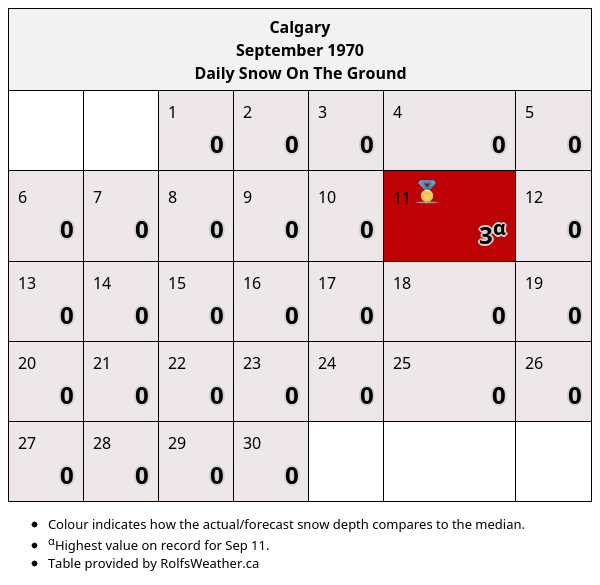 Calgary
September 1970
Daily Snow On The Ground
1 2 3 4 5
0 0 0 0 0
6 7 8 9 10 11 12
0 0 0 0 0 3α 0
13 14 15 16 17 18 19
0 0 0 0 0 0 0
20 21 22 23 24 25 26
0 0 0 0 0 0 0
27 28 29 30
0 0 0 0
• Colour indicates how the actual/forecast snow depth compares to the median.
• αHighest value on record for Sep 11.
• Table provided by RolfsWeather.ca